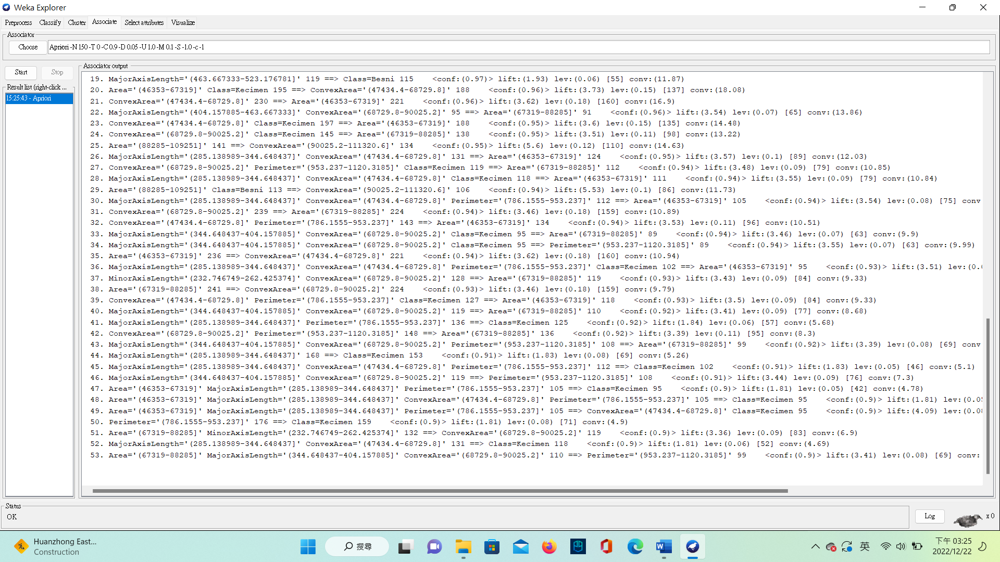 Weka Explorer
Preprocess Classify Cluster Associate Select attributes Visualize
Associator
Choose Apriori -N 150 -T 0 -C 0.9 -D 0.05 -U 1.0 -M 0.1 -S -1.0 -c -1
Start Stop
Result list (right-click ...
15:25:43 - Apriori
Associator output
19. MajorAxisLength='(463.667333-523.176781]' 119 ==> Class=Besni 115 <conf:(0.97)> lift:(1.93) lev:(0.06) [55] conv:(11.87)
20. Area='(46353-67319]' Class=Kecimen 195 ==> ConvexArea='(47434.4-68729.8]' 188 <conf:(0.96)> lift:(3.73) lev:(0.15) [137] conv:(18.08)
21. ConvexArea='(47434.4-68729.8]' 230 ==> Area='(46353-67319]' 221 <conf:(0.96)> lift:(3.62) lev:(0.18) [160] conv:(16.9)
22. MajorAxisLength='(404.157885-463.667333]' ConvexArea='(68729.8-90025.2]' 95 ==> Area='(67319-88285]' 91 <conf:(0.96)> lift:(3.54) lev:(0.07) [65] conv:(13.86)
23. ConvexArea='(47434.4-68729.8]' Class=Kecimen 197 ==> Area='(46353-67319]' 188 <conf:(0.95)> lift:(3.6) lev:(0.15) [135] conv:(14.48)
24. ConvexArea='(68729.8-90025.2]' Class=Kecimen 145 ==> Area='(67319-88285]' 138 <conf:(0.95)> lift:(3.51) lev:(0.11) [98] conv:(13.22)
25. Area='(88285-109251]' 141 ==> ConvexArea='(90025.2-111320.6]' 134 <conf:(0.95)> lift:(5.6) lev:(0.12) [110] conv:(14.63)
26. MajorAxisLength='(285.138989-344.648437]' ConvexArea='(47434.4-68729.8]' 131 ==> Area='(46353-67319]' 124 <conf:(0.95)> lift:(3.57) lev:(0.1) [89] conv:(12.03)
27. ConvexArea='(68729.8-90025.2]' Perimeter='(953.237-1120.3185]' Class=Kecimen 119 ==> Area='(67319-88285]' 112 <conf:(0.94)> lift:(3.48) lev:(0.09) [79] conv:(10.85)
28. MajorAxisLength='(285.138989-344.648437]' ConvexArea='(47434.4-68729.8]' Class=Kecimen 118 ==> Area='(46353-67319]' 111 <conf:(0.94)> lift:(3.55) lev:(0.09) [79] conv:(10.84)
29. Area='(88285-109251]' Class=Besni 113 ==> ConvexArea='(90025.2-111320.6]' 106 <conf:(0.94)> lift:(5.53) lev:(0.1) [86] conv:(11.73)
30. MajorAxisLength='(285.138989-344.648437]' ConvexArea='(47434.4-68729.8]' Perimeter='(786.1555-953.237]' 112 ==> Area='(46353-67319]' 105 <conf:(0.94)> lift:(3.54) lev:(0.08) [75] conv
31. ConvexArea='(68729.8-90025.2]' 239 ==> Area='(67319-88285]' 224 <conf:(0.94)> lift:(3.46) lev:(0.18) [159] conv:(10.89)
32. ConvexArea='(47434.4-68729.8]' Perimeter='(786.1555-953.237]' 143 ==> Area='(46353-67319]' 134 <conf:(0.94)> lift:(3.53) lev:(0.11) [96] conv:(10.51)
33. MajorAxisLength='(344.648437-404.157885]' ConvexArea='(68729.8-90025.2]' Class=Kecimen 95 ==> Area='(67319-88285]' 89 <conf:(0.94)> lift:(3.46) lev:(0.07) [63] conv:(9.9)
34. MajorAxisLength='(344.648437-404.157885]' ConvexArea='(68729.8-90025.2]' Class=Kecimen 95 ==> Perimeter='(953.237-1120.3185]' 89 <conf:(0.94)> lift:(3.55) lev:(0.07) [63] conv:(9.99)
35. Area='(46353-67319]' 236 ==> ConvexArea='(47434.4-68729.8]' 221 <conf:(0.94)> lift:(3.62) lev:(0.18) [160] conv:(10.94)
36. MajorAxisLength='(285.138989-344.648437]' ConvexArea='(47434.4-68729.8]' Perimeter='(786.1555-953.237]' Class=Kecimen 102 ==> Area='(46353-67319]' 95 <conf:(0.93)> lift:(3.51) lev:(0.0
37. MinorAxisLength='(232.746749-262.425374]' ConvexArea='(68729.8-90025.2]' 128 ==> Area='(67319-88285]' 119 <conf:(0.93)> lift:(3.43) lev:(0.09) [84] conv:(9.33)
38. Area='(67319-88285]' 241 ==> ConvexArea='(68729.8-90025.2]' 224 <conf:(0.93)> lift:(3.46) lev:(0.18) [159] conv:(9.79)
39. ConvexArea='(47434.4-68729.8]' Perimeter='(786.1555-953.237]' Class=Kecimen 127 ==> Area='(46353-67319]' 118 <conf:(0.93)> lift:(3.5) lev:(0.09) [84] conv:(9.33)
40. MajorAxisLength='(344.648437-404.157885]' ConvexArea='(68729.8-90025.2]' 119 ==> Area='(67319-88285]' 110 <conf:(0.92)> lift:(3.41) lev:(0.09) [77] conv:(8.68)
41. MajorAxisLength='(285.138989-344.648437]' Perimeter='(786.1555-953.237]' 136 ==> Class=Kecimen 125 <conf:(0.92)> lift:(1.84) lev:(0.06) [57] conv:(5.68)
42. ConvexArea='(68729.8-90025.2]' Perimeter='(953.237-1120.3185]' 148 ==> Area='(67319-88285]' 136 <conf:(0.92)> lift:(3.39) lev:(0.11) [95] conv:(8.3)
43. MajorAxisLength='(344.648437-404.157885]' ConvexArea='(68729.8-90025.2]' Perimeter='(953.237-1120.3185]' 108 ==> Area='(67319-88285]' 99 <conf:(0.92)> lift:(3.39) lev:(0.08) [69] conv
44. MajorAxisLength='(285.138989-344.648437]' 168 ==> Class=Kecimen 153 <conf:(0.91)> lift:(1.83) lev:(0.08) [69] conv:(5.26)
45. MajorAxisLength='(285.138989-344.648437]' ConvexArea='(47434.4-68729.8]' Perimeter='(786.1555-953.237]' 112 ==> Class=Kecimen 102 <conf:(0.91)> lift:(1.83) lev:(0.05) [46] conv:(5.1)
46. MajorAxisLength='(344.648437-404.157885]' ConvexArea='(68729.8-90025.2]' 119 ==> Perimeter='(953.237-1120.3185]' 108 <conf:(0.91)> lift:(3.44) lev:(0.09) [76] conv:(7.3)
47. Area='(46353-67319]' MajorAxisLength='(285.138989-344.648437]' Perimeter='(786.1555-953.237]' 105 ==> Class=Kecimen 95 <conf:(0.9)> lift:(1.81) lev:(0.05) [42] conv:(4.78)
48. Area='(46353-67319]' MajorAxisLength='(285.138989-344.648437]' ConvexArea='(47434.4-68729.8]' Perimeter='(786.1555-953.237]' 105 ==> Class=Kecimen 95 <conf:(0.9)> lift:(1.81) lev:(0.05
49. Area='(46353-67319]' MajorAxisLength='(285.138989-344.648437]' Perimeter='(786.1555-953.237]' 105 ==> ConvexArea='(47434.4-68729.8]' Class=Kecimen 95 <conf:(0.9)> lift:(4.09) lev:(0.08
50. Perimeter='(786.1555-953.237]' 176 ==> Class=Kecimen 159 <conf:(0.9)> lift:(1.81) lev:(0.08) [71] conv:(4.9)
51. Area='(67319-88285]' MinorAxisLength='(232.746749-262.425374]' 132 ==> ConvexArea='(68729.8-90025.2]' 119 <conf:(0.9)> lift:(3.36) lev:(0.09) [83] conv:(6.9)
52. MajorAxisLength='(285.138989-344.648437]' ConvexArea='(47434.4-68729.8]' 131 ==> Class=Kecimen 118 <conf:(0.9)> lift:(1.81) lev:(0.06) [52] conv:(4.69)
53. Area='(67319-88285]' MajorAxisLength='(344.648437-404.157885]' ConvexArea='(68729.8-90025.2]' 110 ==> Perimeter='(953.237-1120.3185]' 99 <conf:(0.9)> lift:(3.41) lev:(0.08) [69] conv:
Status
OK
Log
x 0
Huanzhong East...
Construction
搜尋
英
下午 03:25
2022/12/22